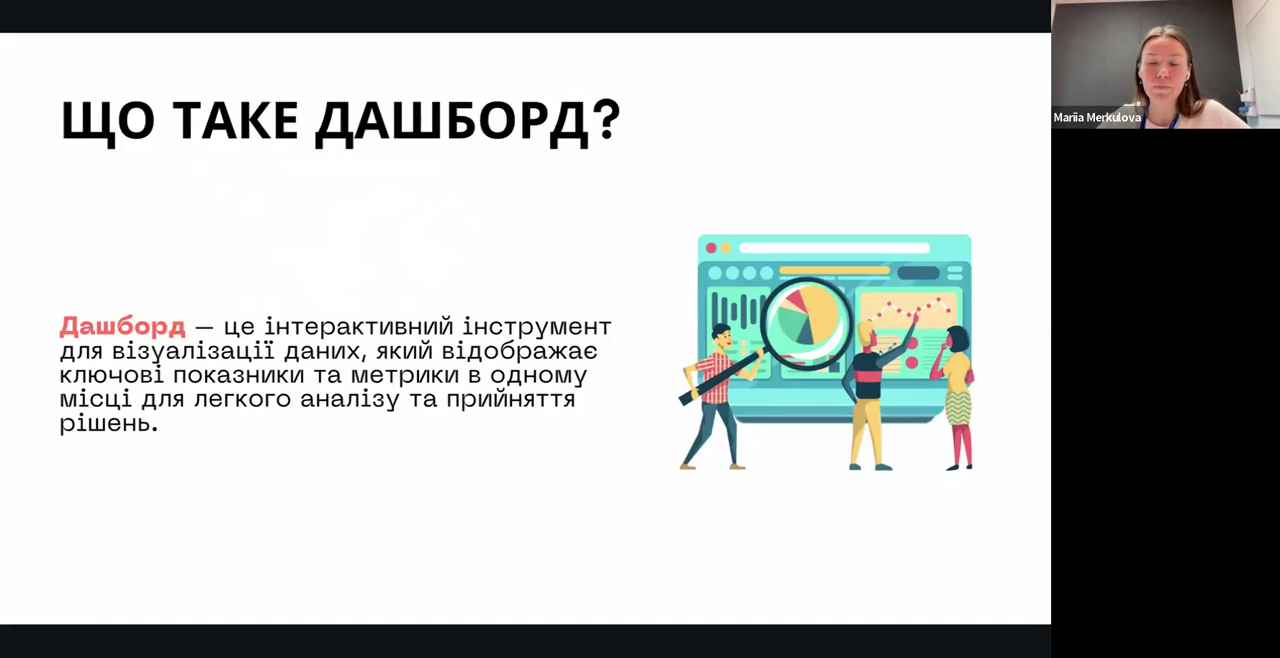 ЩО ТАКЕ ДАШБОРД?
Дашборд — це інтерактивний інструмент
для візуалізації даних, який відображає
ключові показники та метрики в одному
місці для легкого аналізу та прийняття
рішень.
Mariia Merkulova